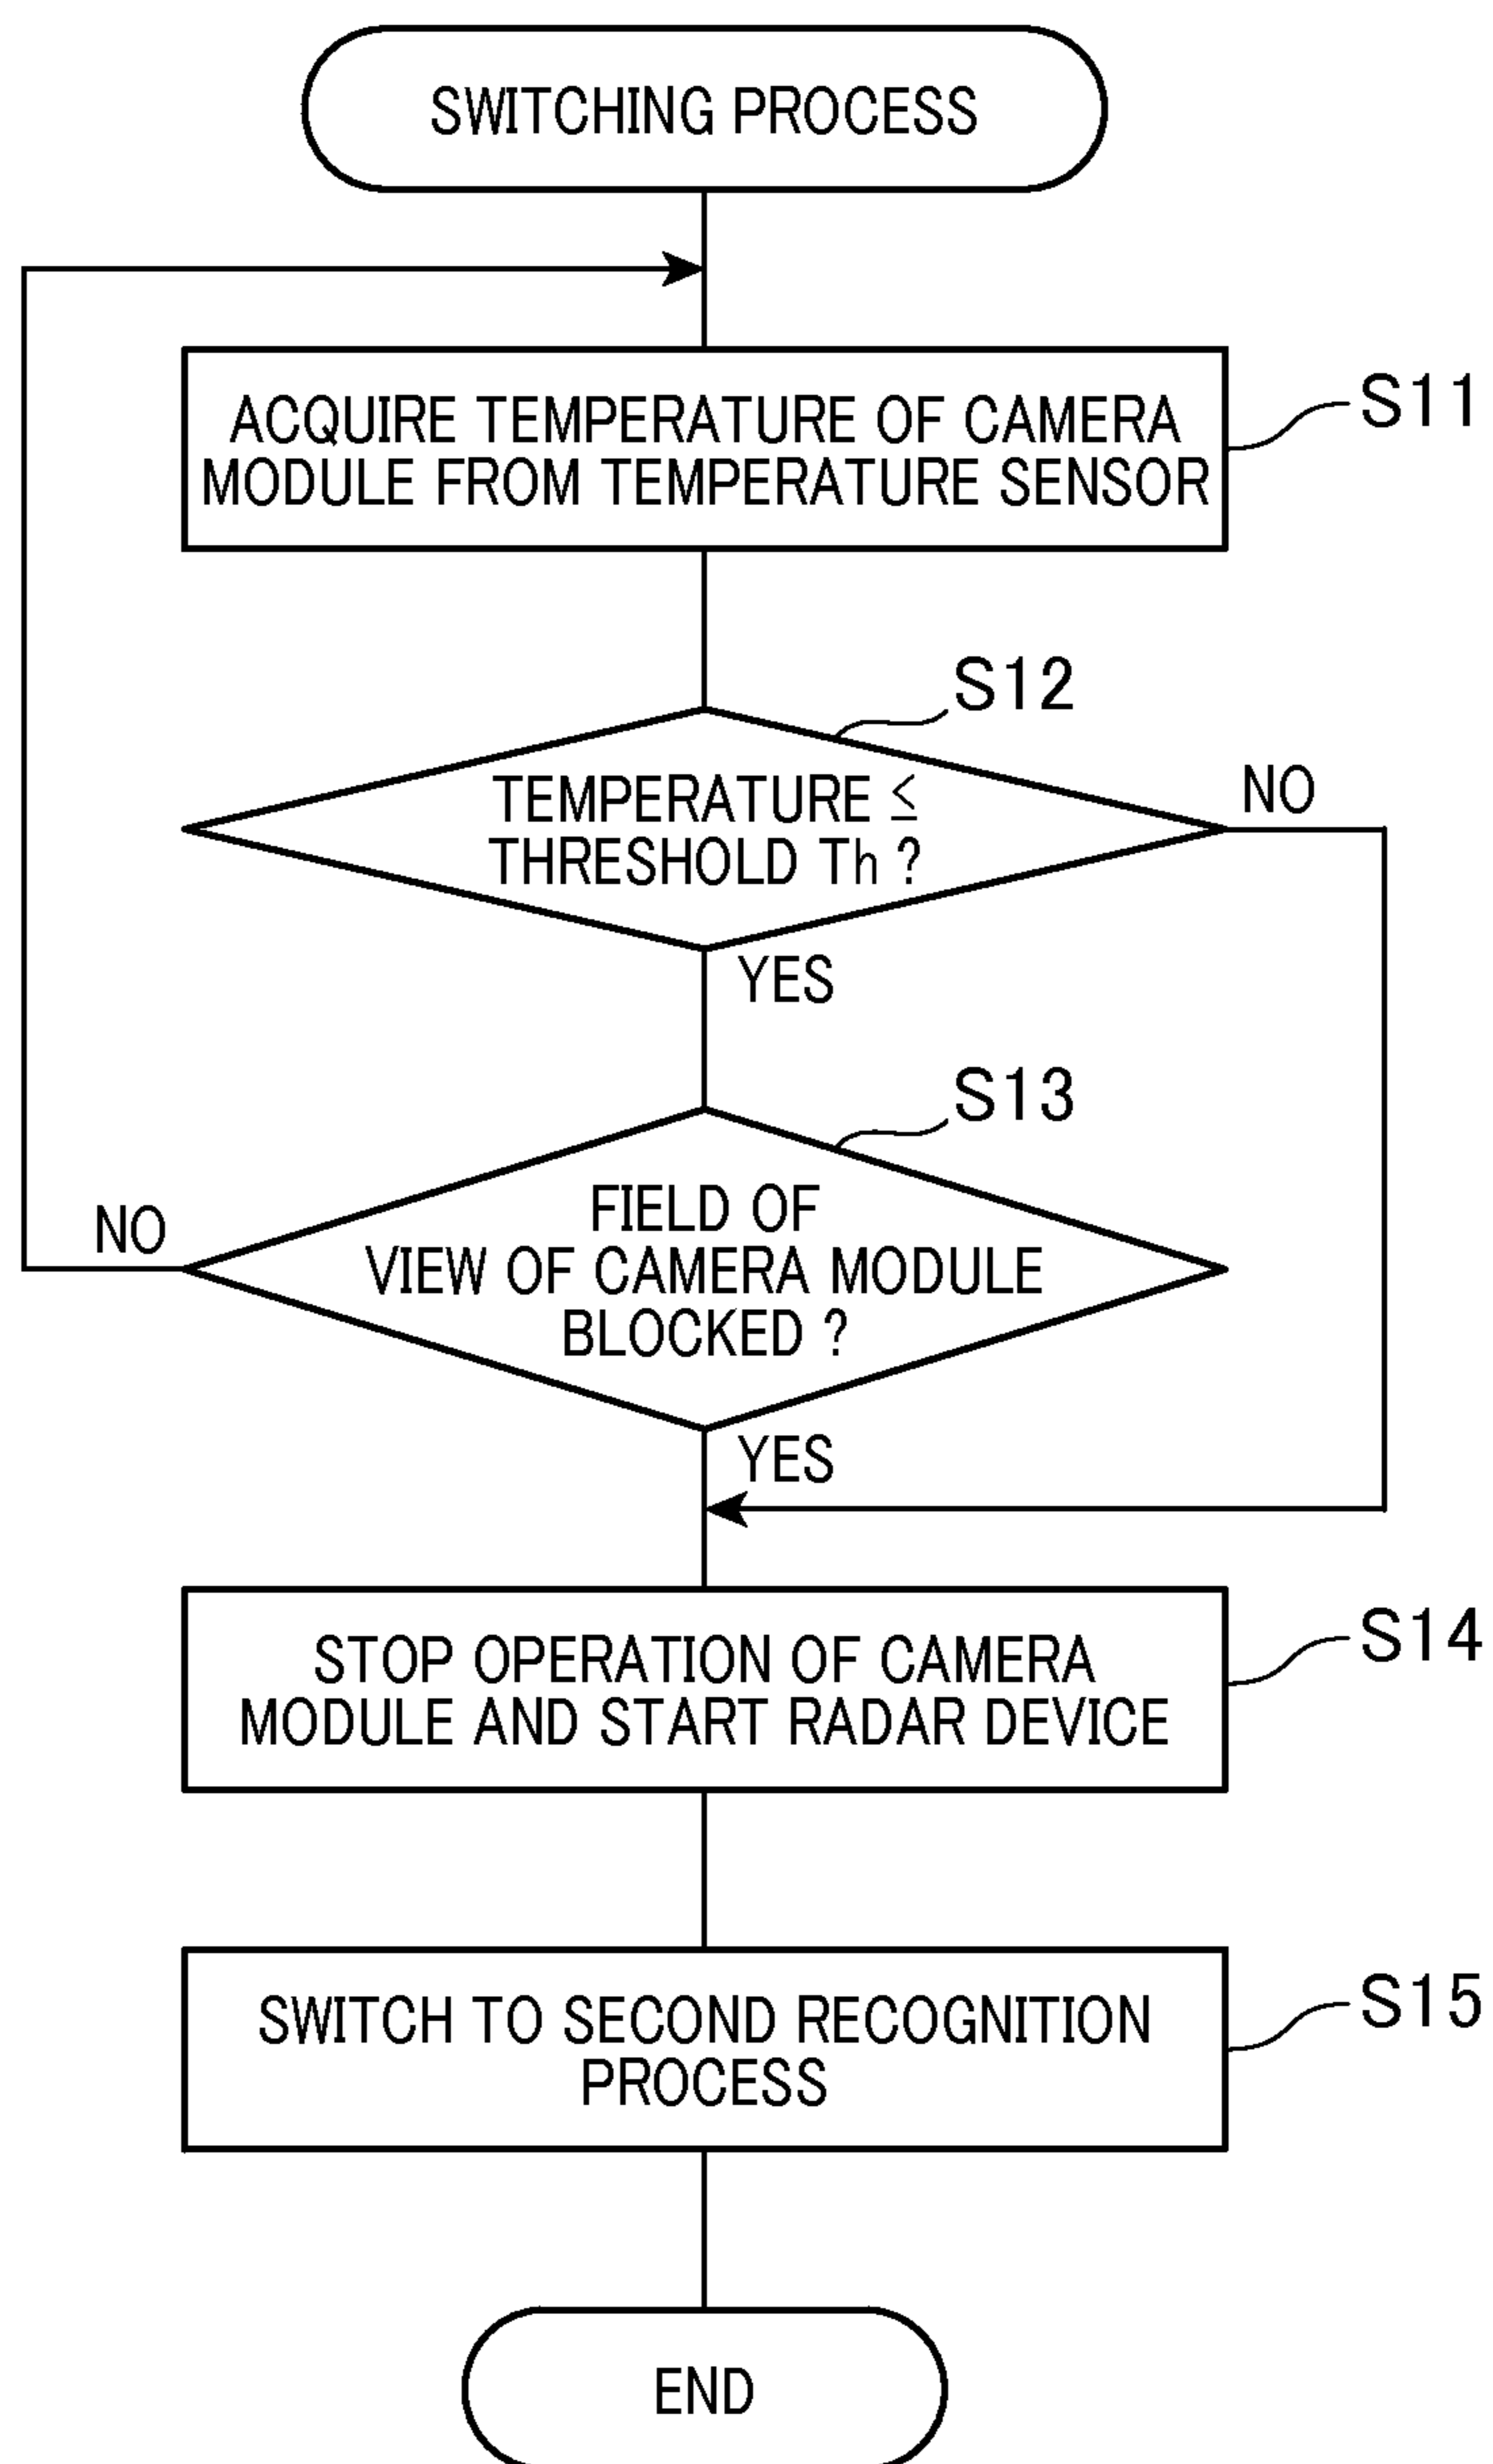 SWITCHING PROCESS
ACQUIRE TEMPERATURE OF CAMERA
MODULE FROM TEMPERATURE SENSOR
S11
S12
TEMPERATURE ≤
THRESHOLD Th ?
NO
YES
S13
FIELD OF
VIEW OF CAMERA MODULE
BLOCKED ?
NO
YES
STOP OPERATION OF CAMERA
MODULE AND START RADAR DEVICE
S14
SWITCH TO SECOND RECOGNITION
PROCESS
S15
END